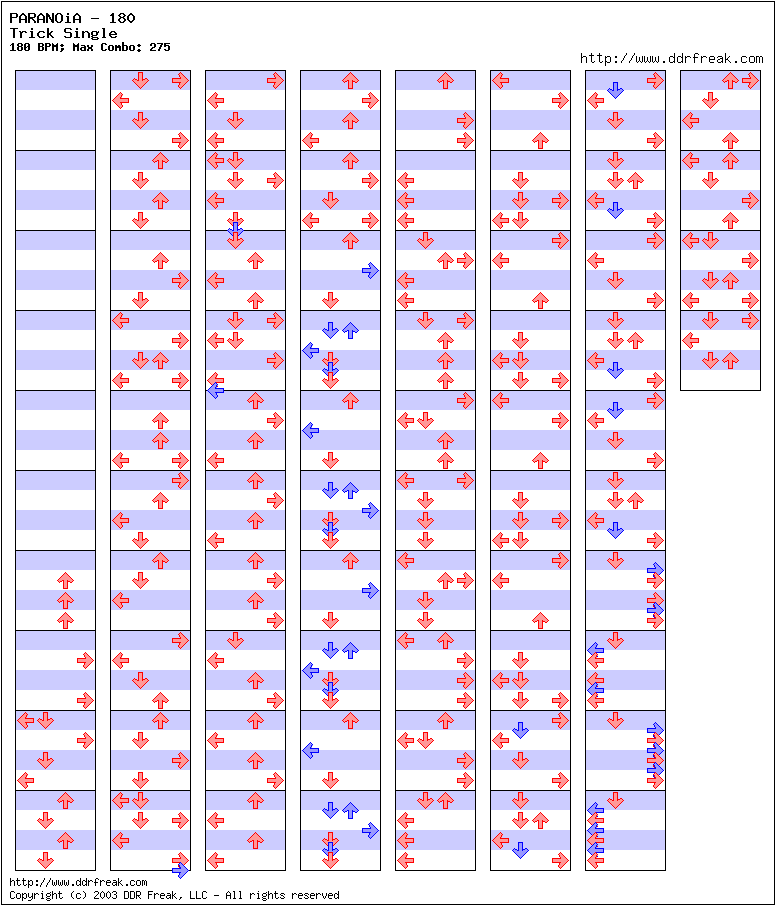 PARANOiA - 180
Trick Single
180 BPM; Max Combo: 275
http://www.ddrfreak.com
http://www.ddrfreak.com
Copyright (c) 2003 DDR Freak, LLC - All rights reserved